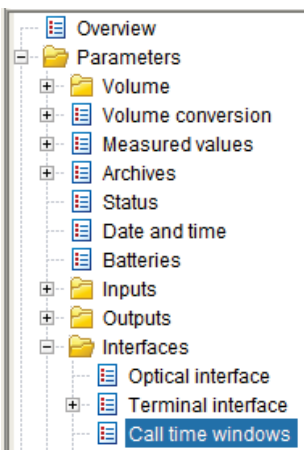 Overview
Parameters
Volume
Volume conversion
Measured values
Archives
Status
Date and time
Batteries
Inputs
Outputs
Interfaces
Optical interface
Terminal interface
Call time windows